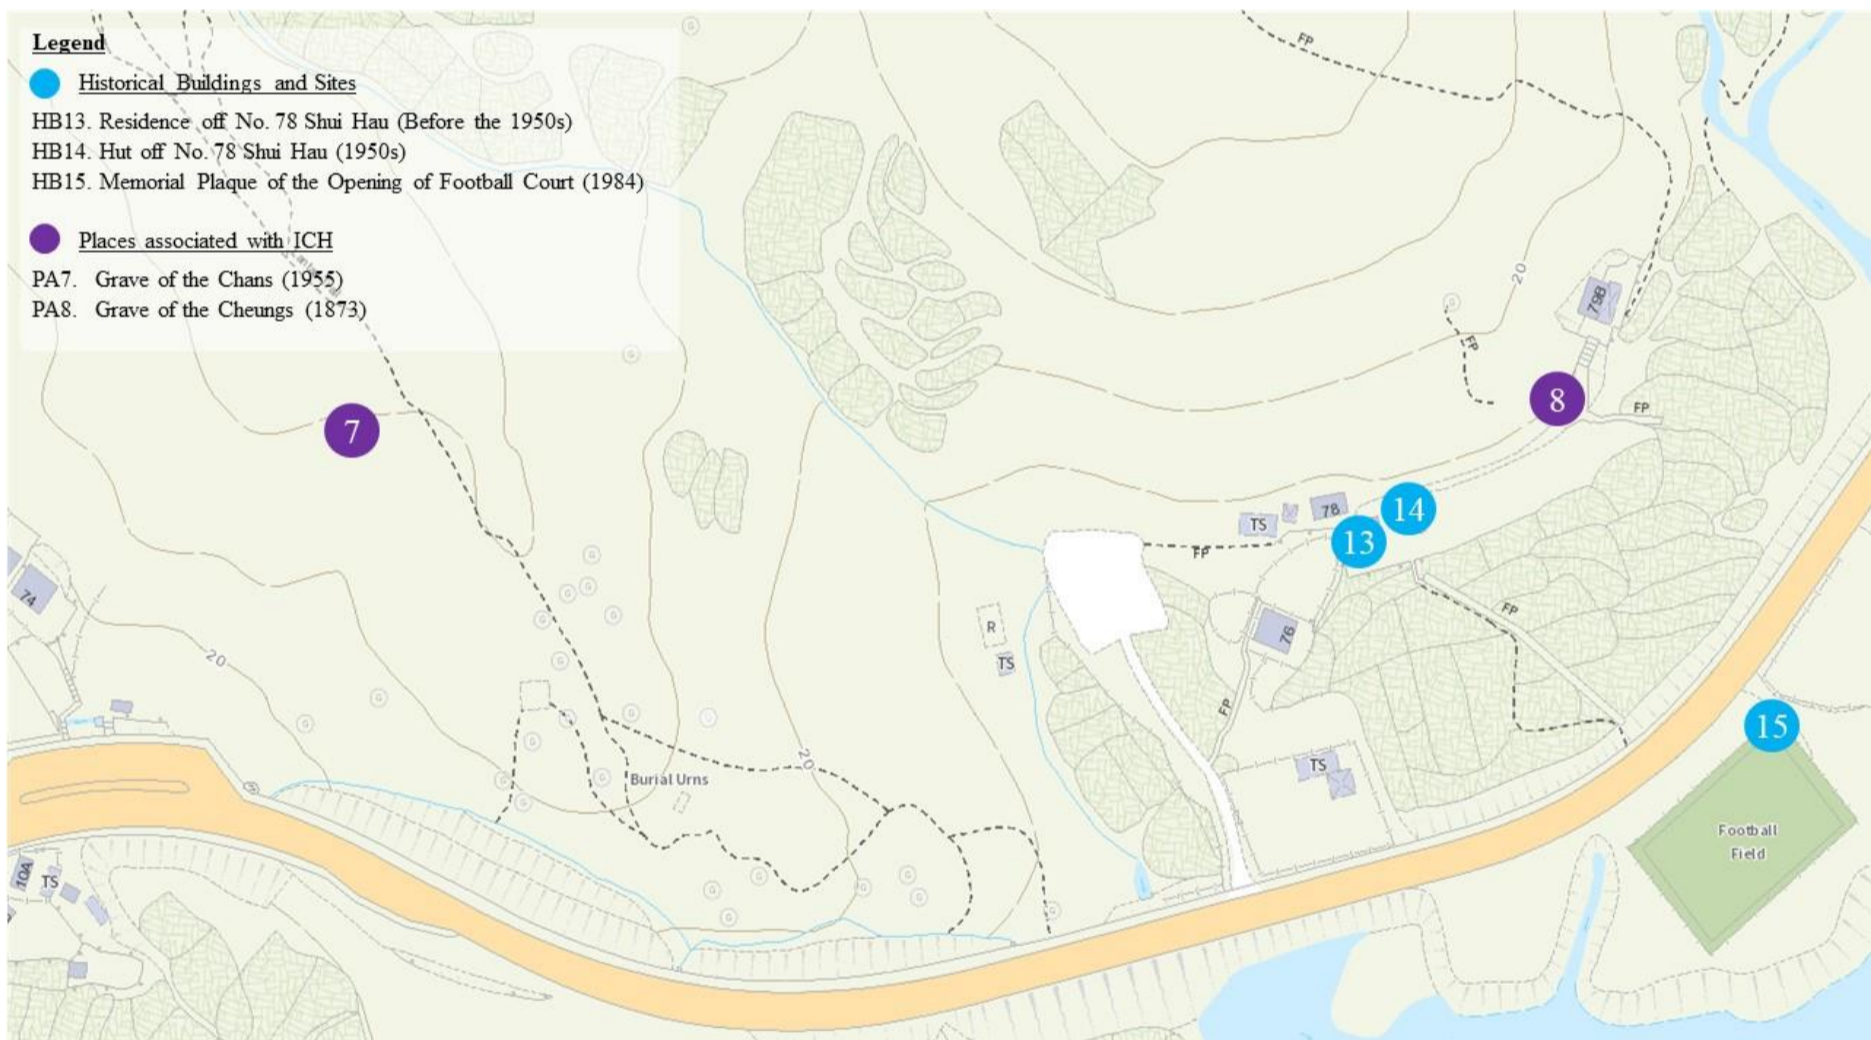 Legend
Historical Buildings and Sites
HB13. Residence off No. 78 Shui Hau (Before the 1950s)
HB14. Hut off No. 78 Shui Hau (1950s)
HB15. Memorial Plaque of the Opening of Football Court (1984)
Places associated with ICH
PA7. Grave of the Chans (1955)
PA8. Grave of the Cheungs (1873)
G
FP
20
79B
G
FP
G
8
FP
7
14
78
TS
13
FP
G
G
G
G
G
74
FP
R
76
20
G
TS
G
G
FP
G
G
G
15
G
20
TS
G
G
Burial Urns
G
Football
Field
10A
TS
G
G
G
G
G
G
G